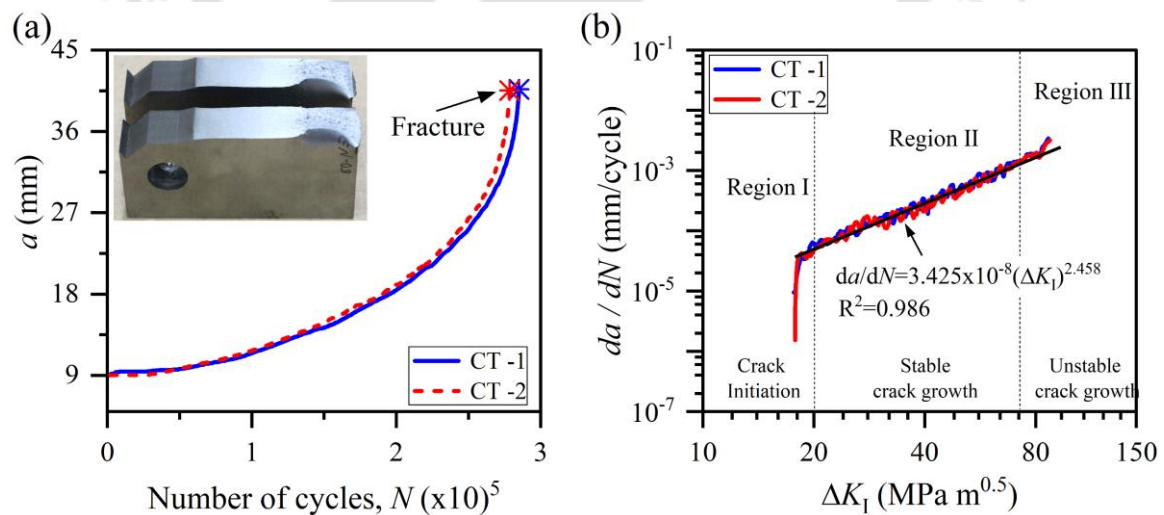 (a)
45
36
27
18
9
a (mm)
Fracture
CT -1
CT -2
0
1
2
3
Number of cycles, N (x10)⁵
(b)
10⁻¹
10⁻³
10⁻⁵
10⁻⁷
da / dN (mm/cycle)
CT -1
CT -2
Region I
Region II
Region III
da/dN=3.425x10⁻⁸(ΔK_I)²·⁴⁵⁸
R²=0.986
Crack
Initiation
Stable
crack growth
Unstable
crack growth
10
20
40
80
150
ΔK_I (MPa m⁰·⁵)